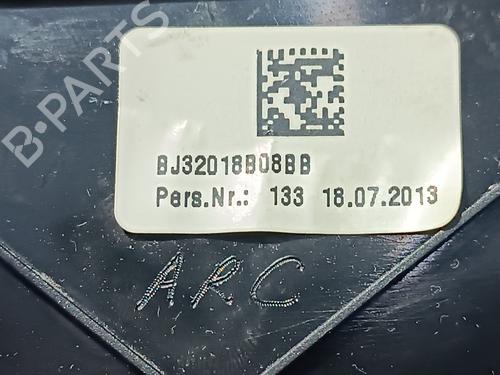 B-PARTS
BJ32018B08BB
Pers.Nr.: 133 18.07.2013
ARC